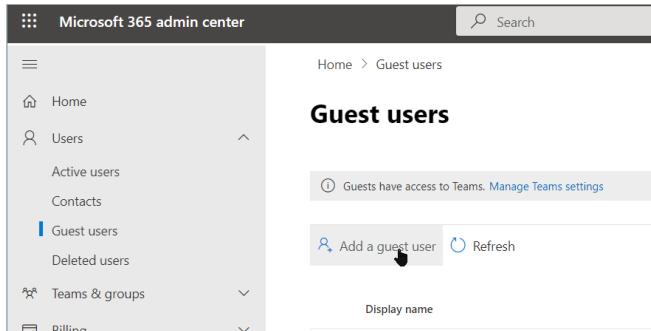 Microsoft 365 admin center
Search
Home
Users
Active users
Contacts
Guest users
Deleted users
Teams & groups
Billing
Home > Guest users
Guest users
Guests have access to Teams. Manage Teams settings
Add a guest user
Refresh
Display name